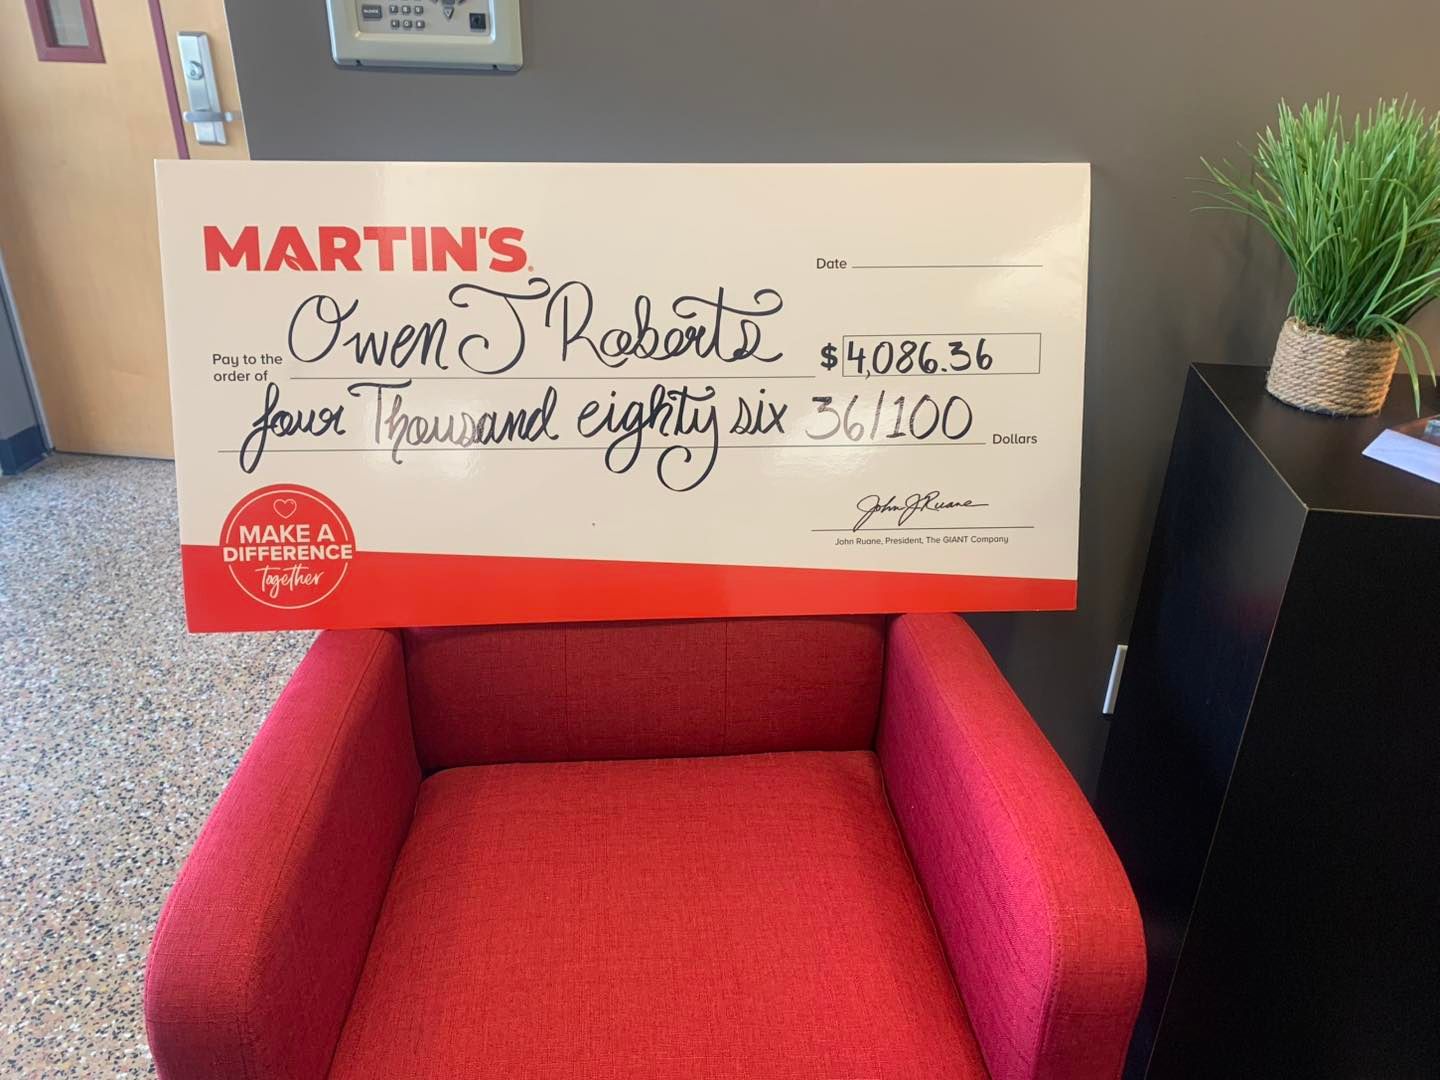 MARTIN'S
Date
Pay to the order of Owen J Roberts $ 4,086.36
four Thousand eighty six 36/100 Dollars
MAKE A
DIFFERENCE
Together
John J Ruane
John Ruane, President, The GIANT Company